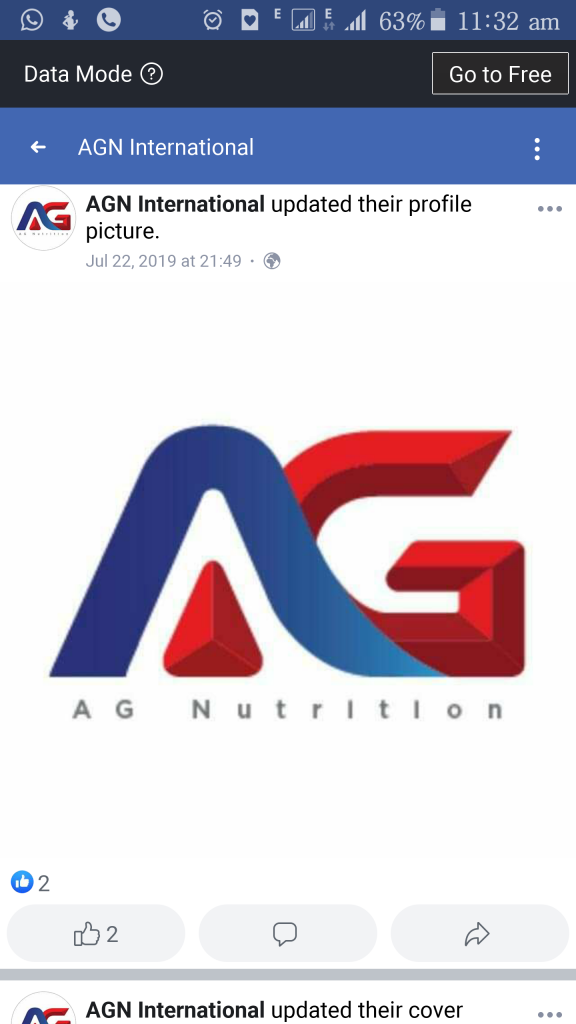 E E 63% 11:32 am
Data Mode ? Go to Free
AGN International
AGN International updated their profile
picture.
Jul 22, 2019 at 21:49 ·
AG
A G N u t r I t I o n
2
2
AGN International updated their cover